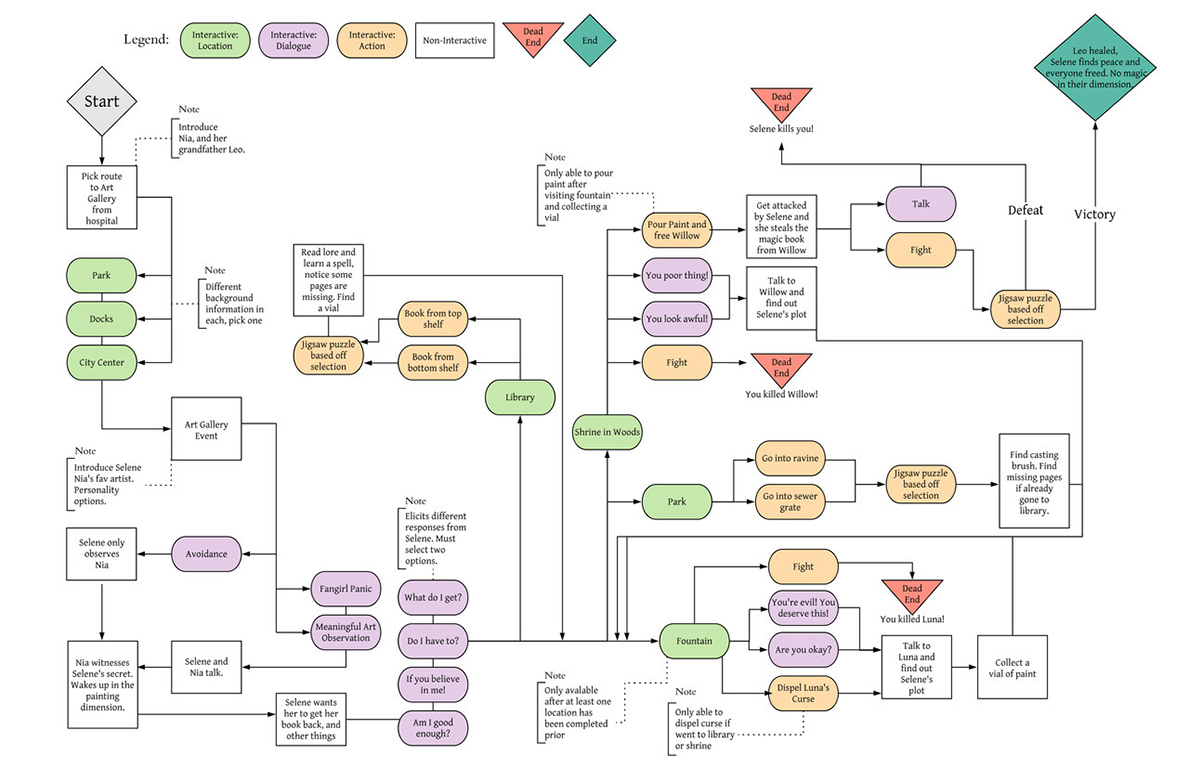 Legend:
Interactive:
Location
Interactive:
Dialogue
Interactive:
Action
Non-Interactive
Dead
End
End
Start
Note
Introduce
Nia, and her
grandfather Leo.
Pick route
to Art
Gallery
from
hospital
Park
Docks
City Center
Note
Different
background
information in
each, pick one
Art Gallery
Event
Note
Introduce Selene
Nia's fav artist.
Personality
options.
Selene only
observes
Nia
Avoidance
Fangirl Panic
Meaningful Art
Observation
Selene and
Nia talk.
Nia witnesses
Selene's secret.
Wakes up in the
painting
dimension.
Selene wants
her to get her
book back, and
other things
Note
Elicits different
responses from
Selene. Must
select two
options.
What do I get?
Do I have to?
If you believe
in me!
Am I good
enough?
Read lore and
learn a spell,
notice some
pages are
missing. Find
a vial
Jigsaw puzzle
based off
selection
Book from top
shelf
Book from
bottom shelf
Library
Shrine in Woods
Note
Only able to pour
paint after
visiting fountain
and collecting a
vial
Pour Paint and
free Willow
You poor thing!
You look awful!
Fight
Get attacked
by Selene and
she steals the
magic book
from Willow
Talk to
Willow and
find out
Selene's plot
Dead
End
You killed Willow!
Dead
End
Selene kills you!
Talk
Fight
Jigsaw puzzle
based off
selection
Defeat
Victory
Leo healed,
Selene finds peace and
everyone freed. No magic
in their dimension.
Park
Go into ravine
Go into sewer
grate
Jigsaw puzzle
based off
selection
Find casting
brush. Find
missing pages
if already
gone to
library.
Fountain
Fight
You're evil! You
deserve this!
Are you okay?
Dispel Luna's
Curse
Dead
End
You killed Luna!
Talk to
Luna and
find out
Selene's
plot
Collect a
vial of paint
Note
Only avalable
after at least one
location has
been completed
prior
Note
Only able to
dispel curse if
went to library
or shrine